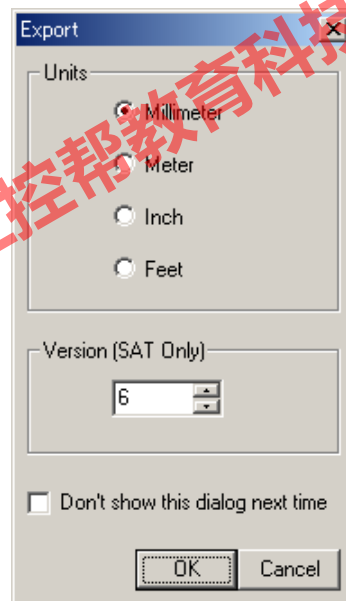 Export
Units
Millimeter
Meter
Inch
Feet
Version (SAT Only)
6
Don't show this dialog next time
OK
Cancel
控帮教育科技